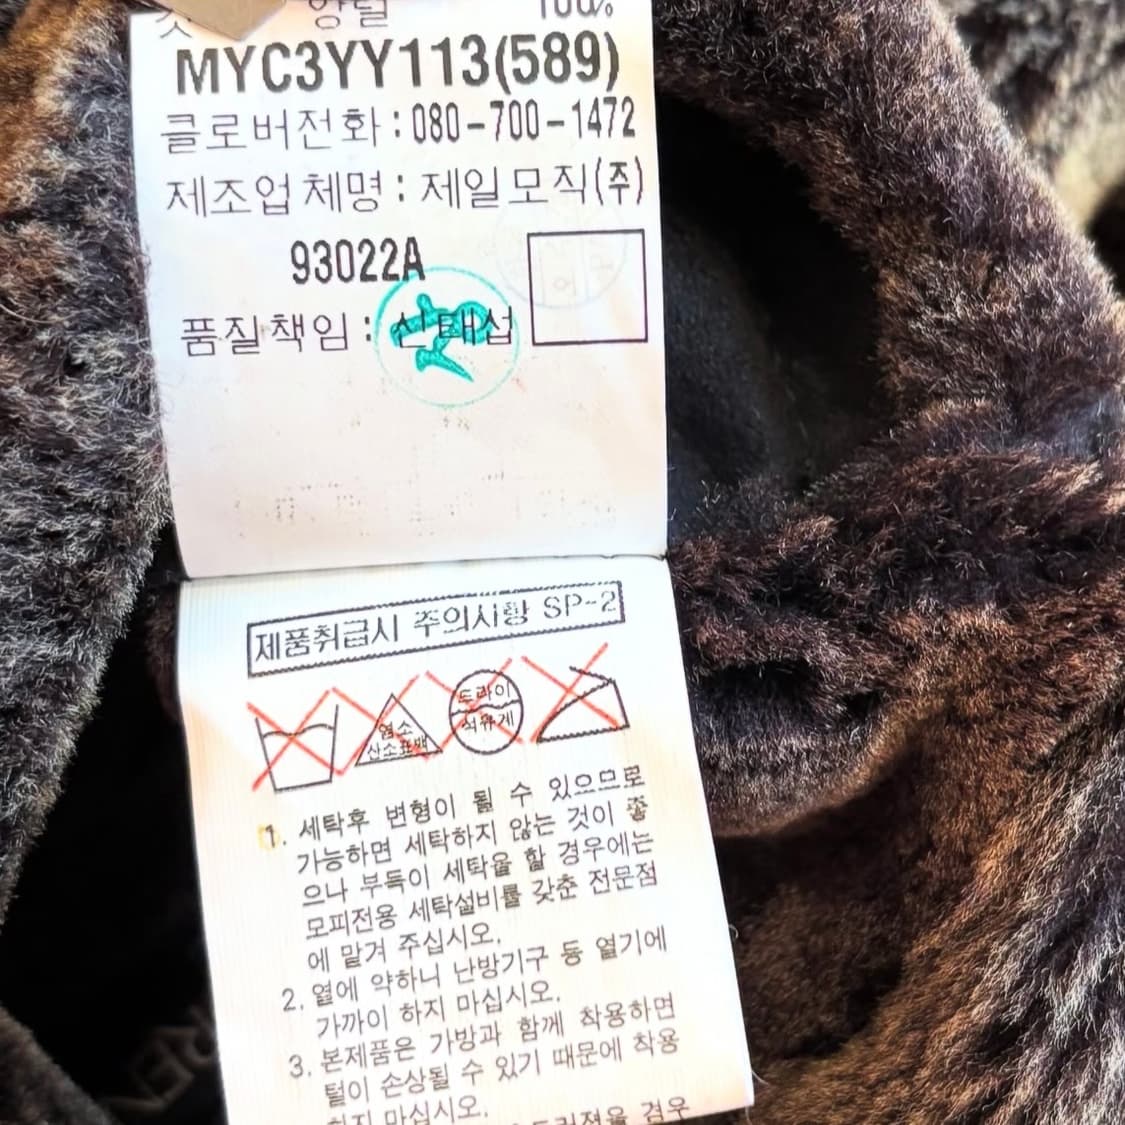 깃 양털 100%
MYC3YY113(589)
클로버전화 : 080-700-1472
제조업체명 : 제일모직(주)
93022A
품질책임 : 신태섭
제품취급시 주의사항 SP-2
염소
산소표백
드라이
석유계
1. 세탁후 변형이 될 수 있으므로
가능하면 세탁하지 않는 것이 좋
으나 부득이 세탁을 할 경우에는
모피전용 세탁설비를 갖춘 전문점
에 맡겨 주십시오.
2. 열에 약하니 난방기구 등 열기에
가까이 하지 마십시오.
3. 본제품은 가방과 함께 착용하면
털이 손상될 수 있기 때문에 착용
하지 마십시오.
경우